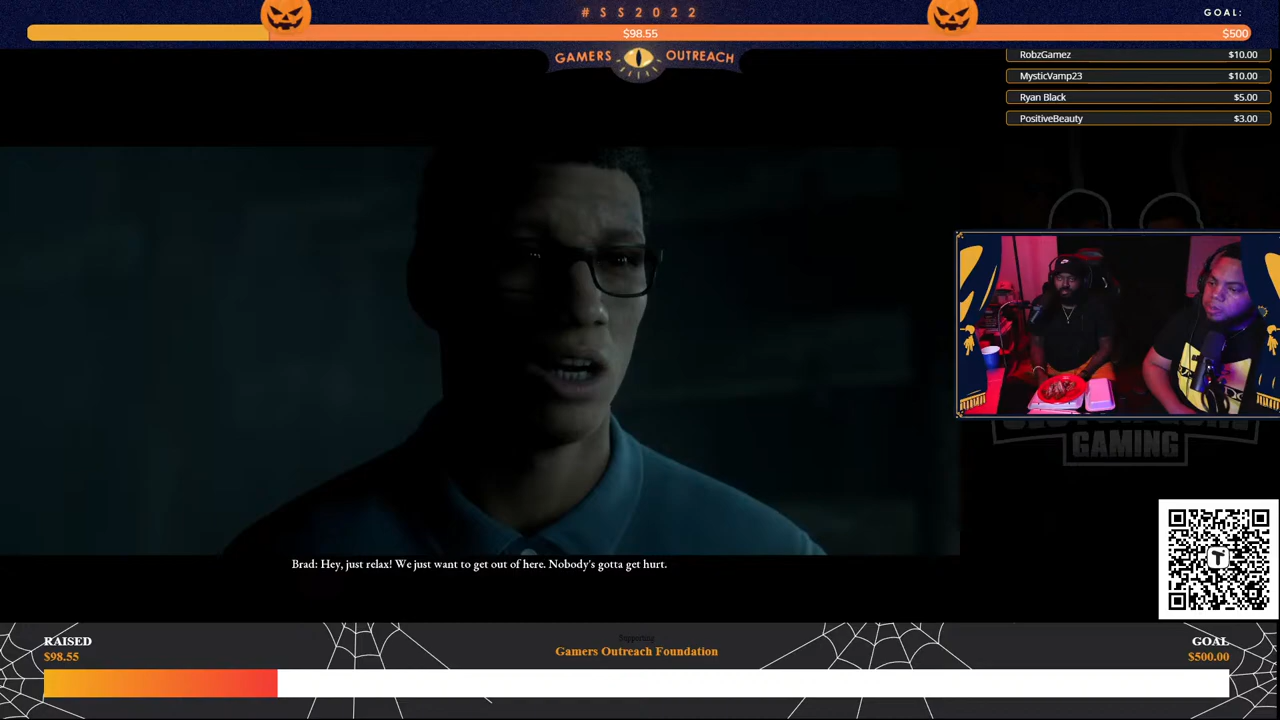 #SS2022
GOAL:
$98.55
$500
GAMERS OUTREACH
RobzGamez $10.00
MysticVamp23 $10.00
Ryan Black $5.00
PositiveBeauty $3.00
GAMING
Brad: Hey, just relax! We just want to get out of here. Nobody's gotta get hurt.
RAISED
$98.55
Supporting
Gamers Outreach Foundation
GOAL
$500.00